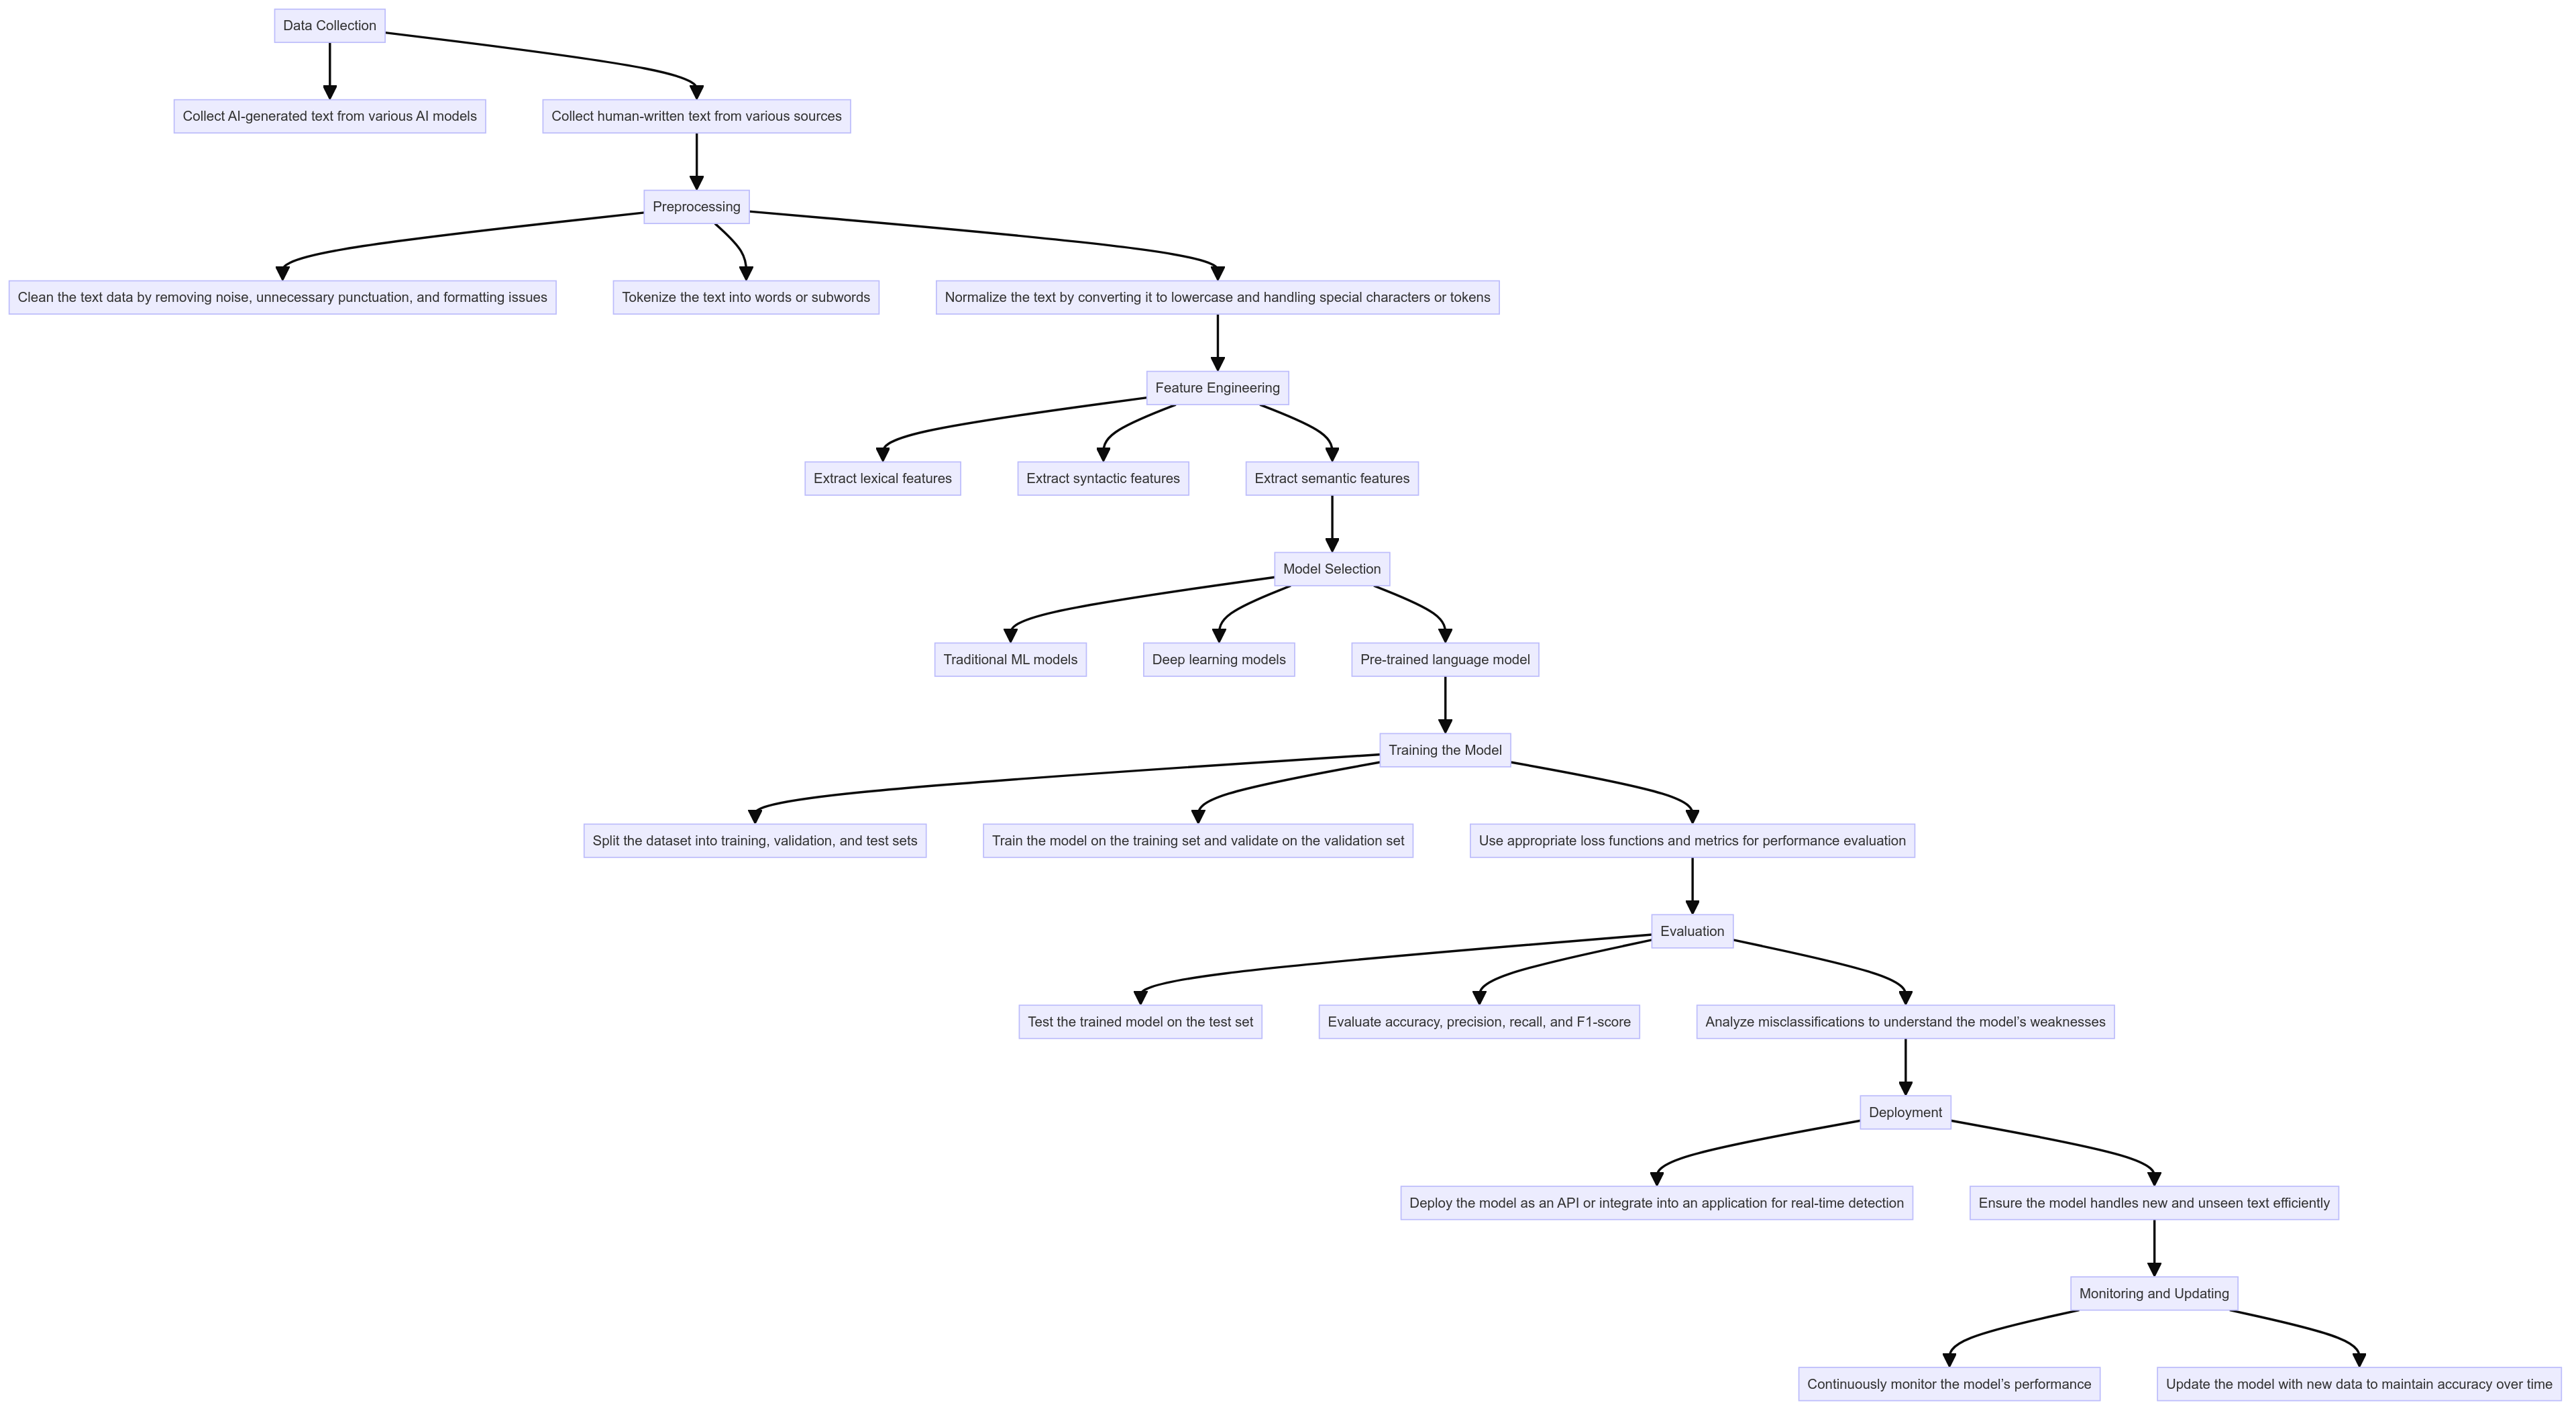 Data Collection
Collect AI-generated text from various AI models
Collect human-written text from various sources
Preprocessing
Clean the text data by removing noise, unnecessary punctuation, and formatting issues
Tokenize the text into words or subwords
Normalize the text by converting it to lowercase and handling special characters or tokens
Feature Engineering
Extract lexical features
Extract syntactic features
Extract semantic features
Model Selection
Traditional ML models
Deep learning models
Pre-trained language model
Training the Model
Split the dataset into training, validation, and test sets
Train the model on the training set and validate on the validation set
Use appropriate loss functions and metrics for performance evaluation
Evaluation
Test the trained model on the test set
Evaluate accuracy, precision, recall, and F1-score
Analyze misclassifications to understand the model’s weaknesses
Deployment
Deploy the model as an API or integrate into an application for real-time detection
Ensure the model handles new and unseen text efficiently
Monitoring and Updating
Continuously monitor the model’s performance
Update the model with new data to maintain accuracy over time